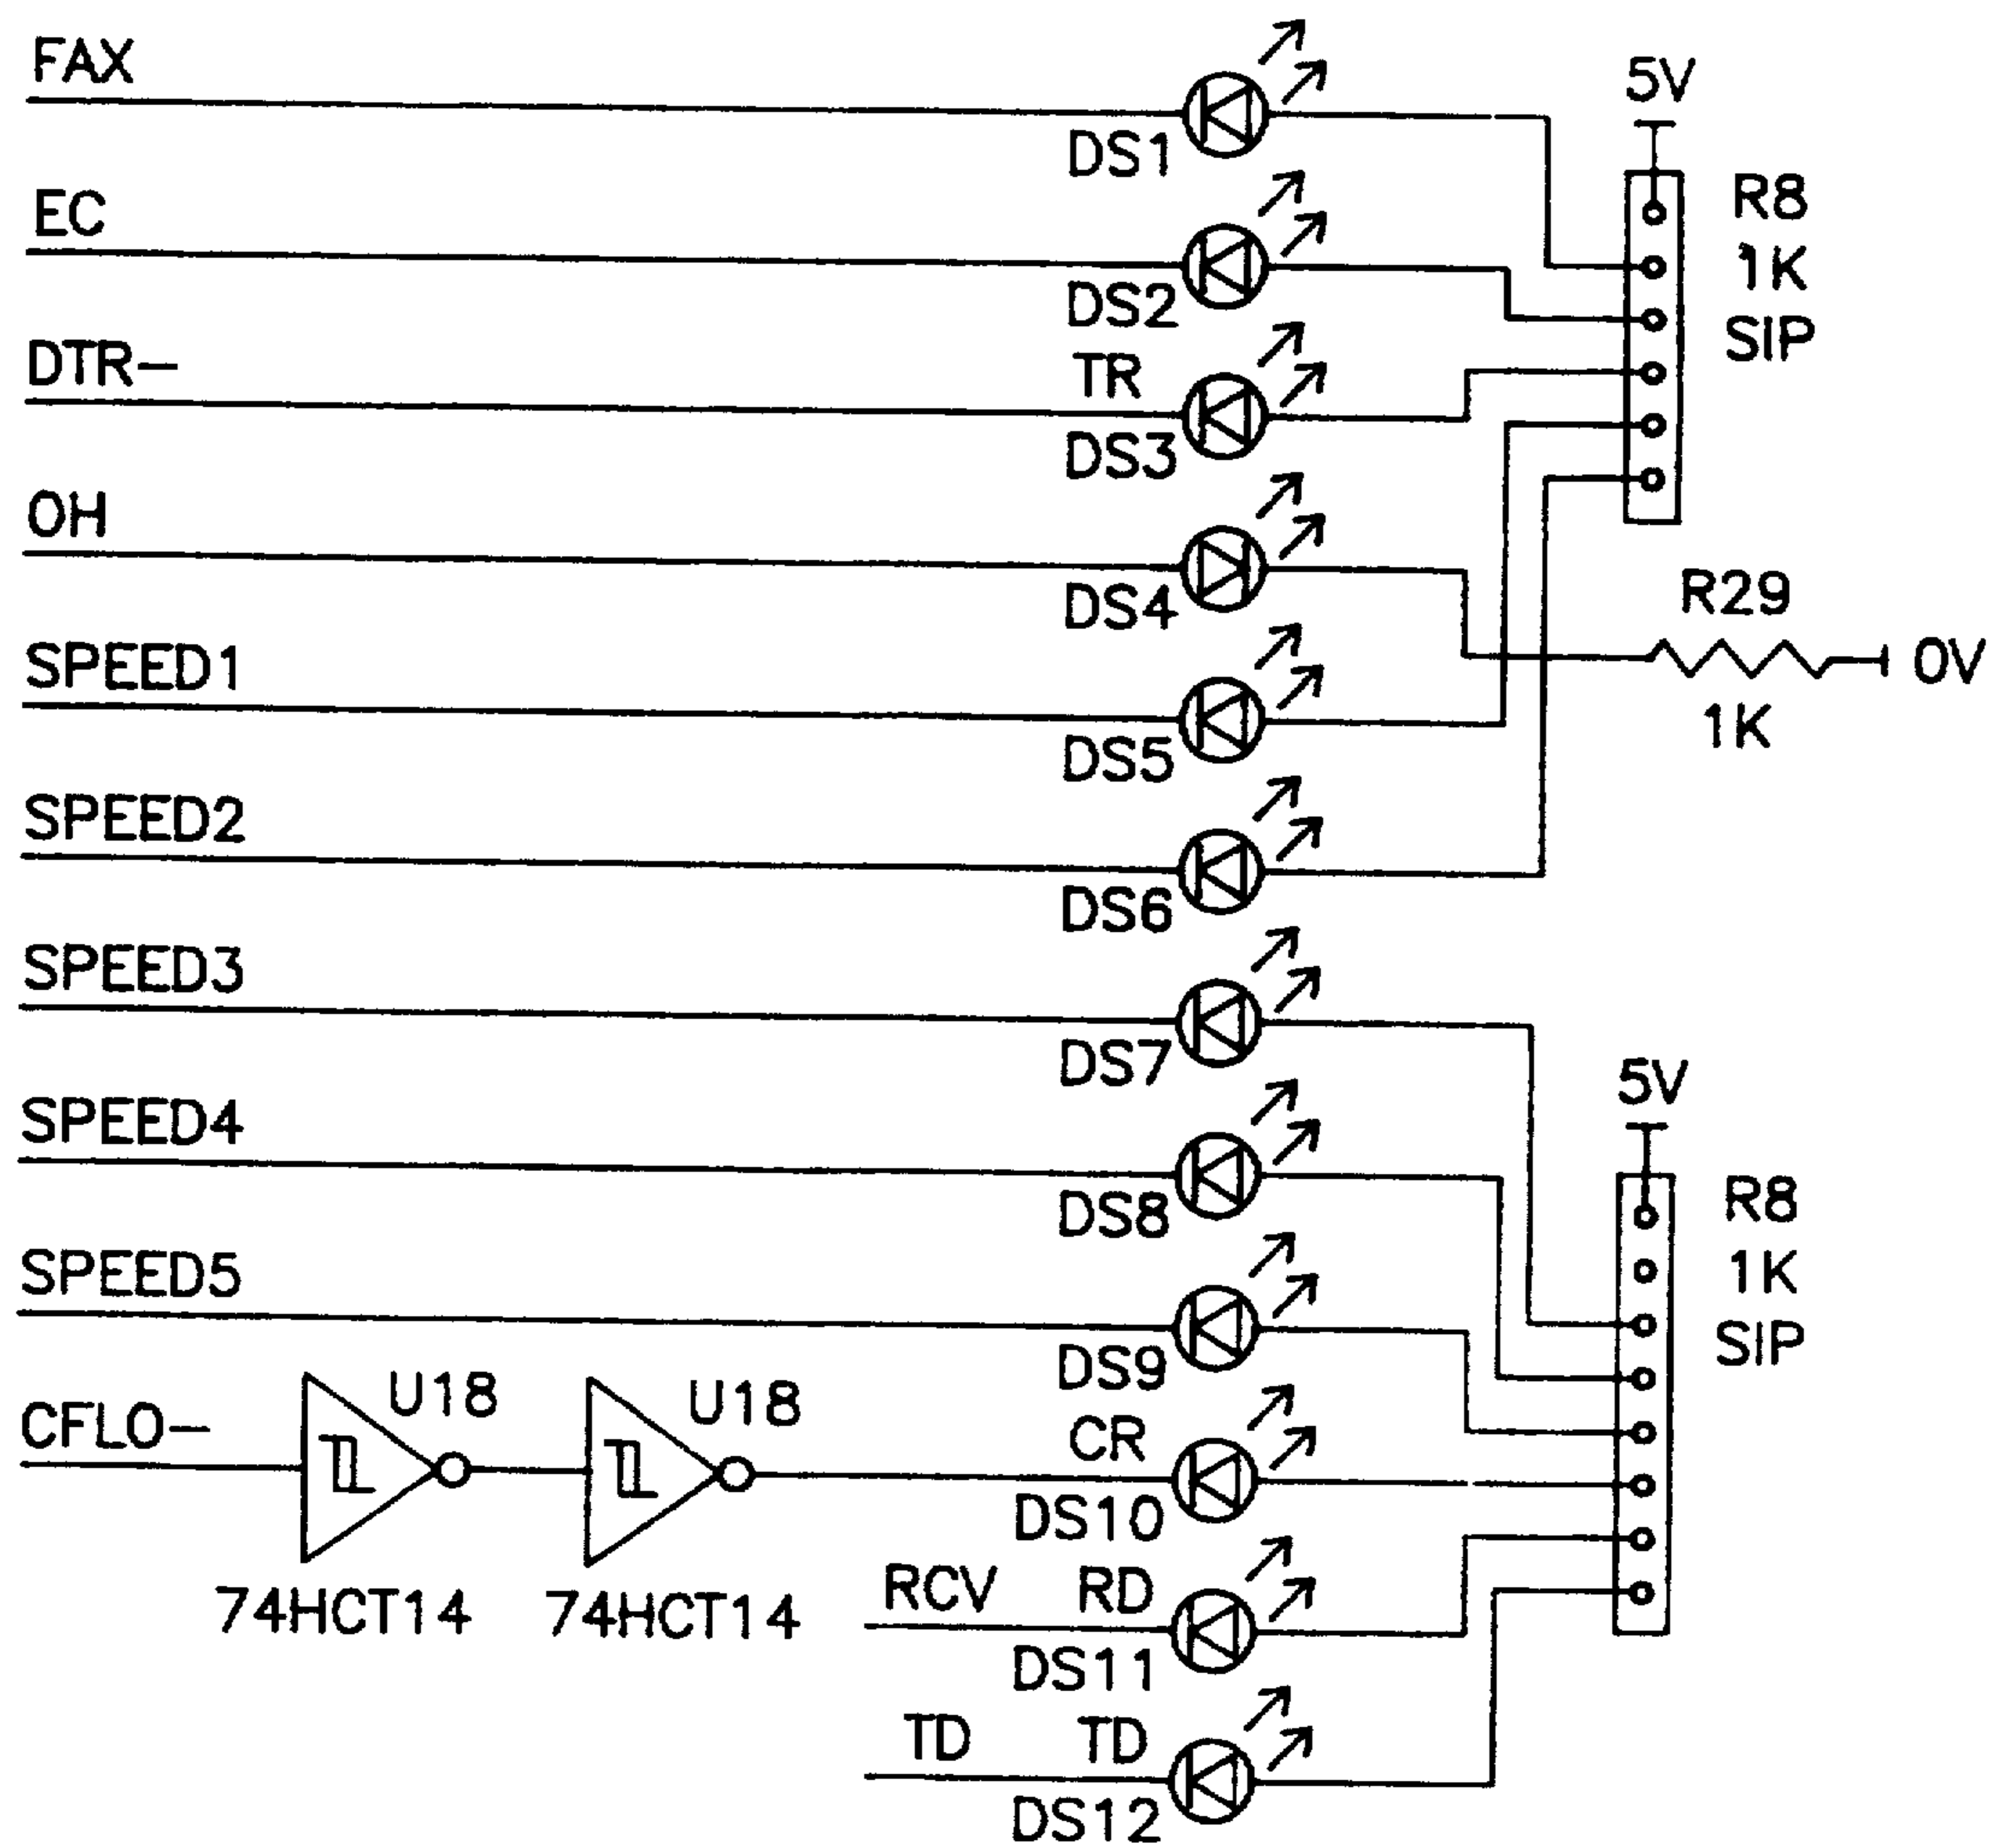 FAX
DS1
5V
R8
1K
SIP
EC
DS2
DTR-
TR
DS3
OH
DS4
R29
1K
0V
SPEED1
DS5
SPEED2
DS6
SPEED3
DS7
5V
R8
1K
SIP
SPEED4
DS8
SPEED5
DS9
CFLO-
U18
74HCT14
U18
74HCT14
CR
DS10
RCV
RD
DS11
TD
TD
DS12